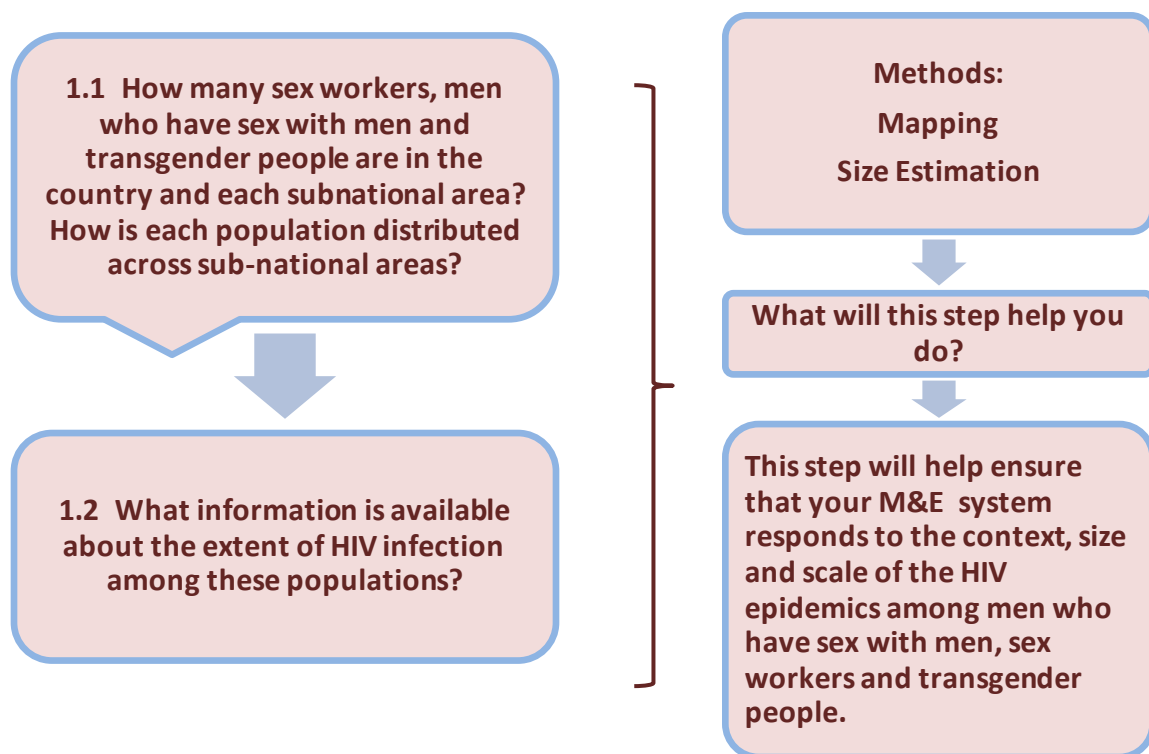 1.1 How many sex workers, men
who have sex with men and
transgender people are in the
country and each subnational area?
How is each population distributed
across sub-national areas?
1.2 What information is available
about the extent of HIV infection
among these populations?
Methods:
Mapping
Size Estimation
What will this step help you
do?
This step will help ensure
that your M&E system
responds to the context, size
and scale of the HIV
epidemics among men who
have sex with men, sex
workers and transgender
people.